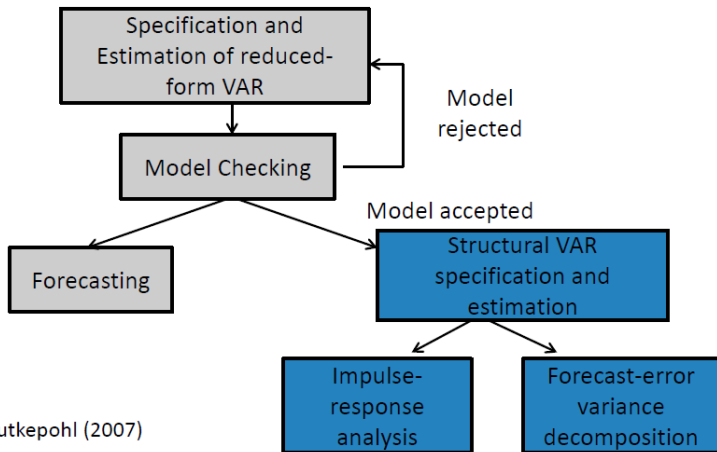 Specification and
Estimation of reduced-
form VAR
Model
rejected
Model Checking
Model accepted
Forecasting
Structural VAR
specification and
estimation
Impulse-
response
analysis
Forecast-error
variance
decomposition
utkepohl (2007)